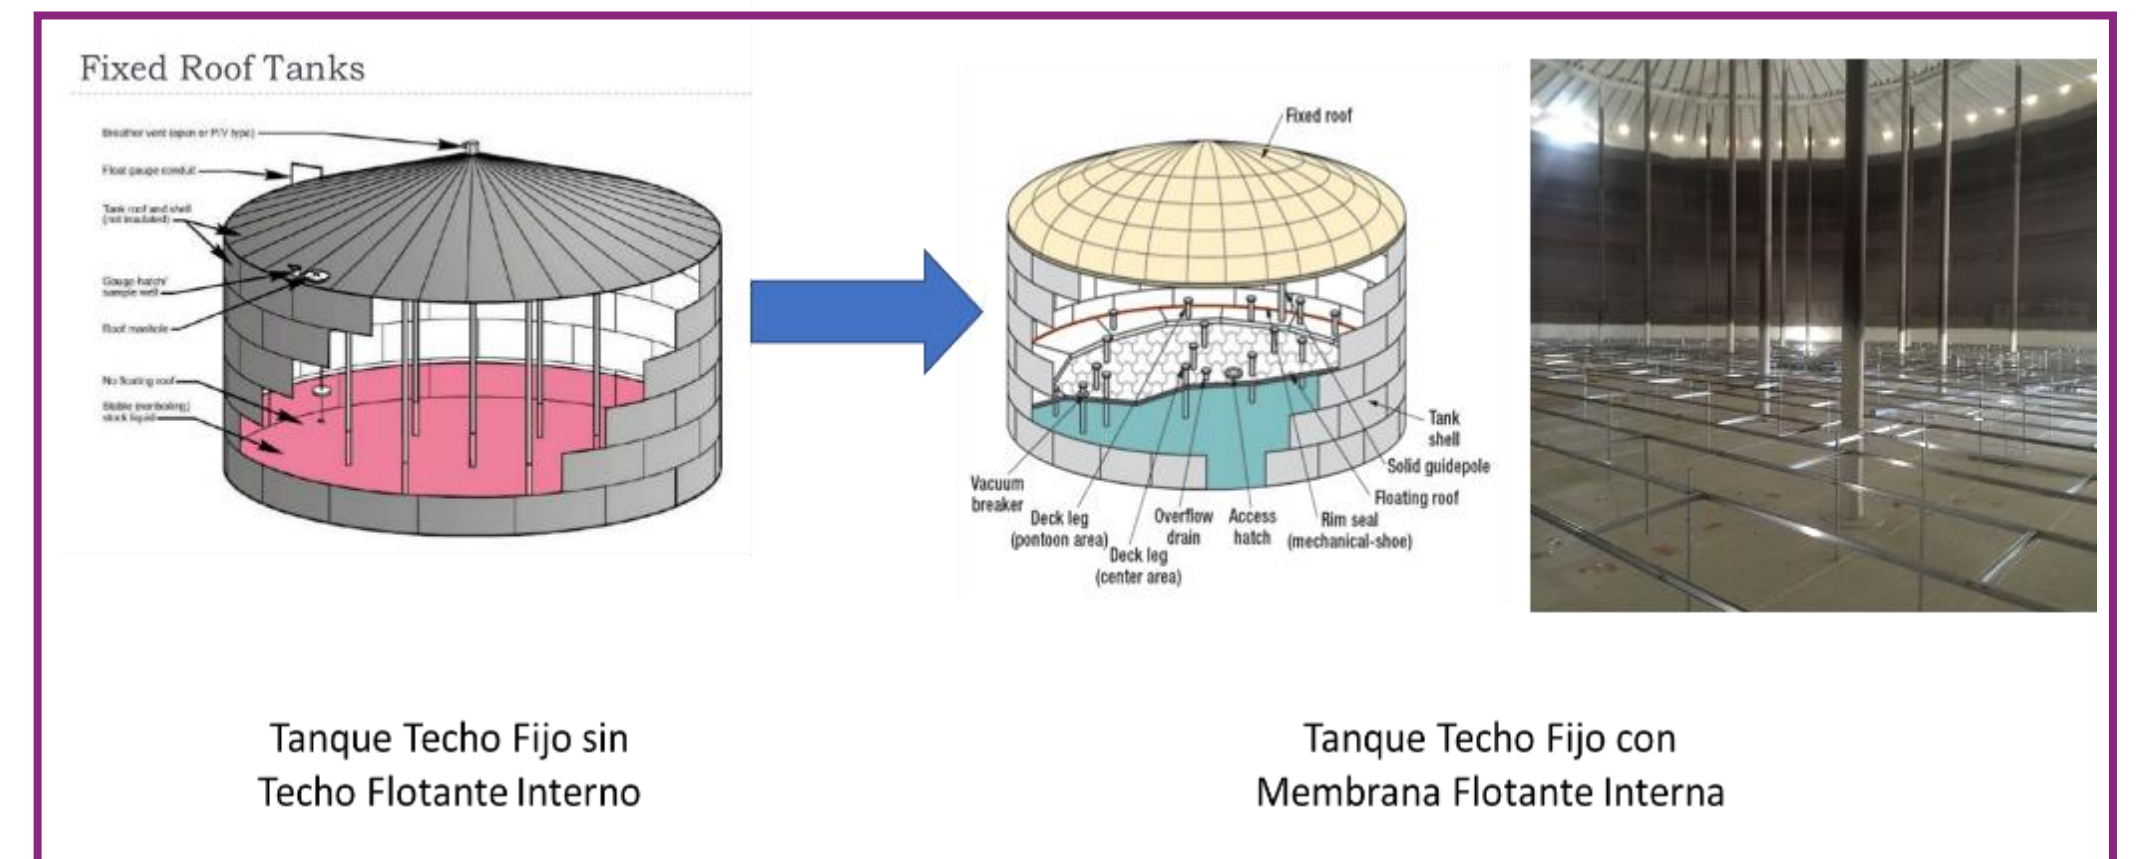 Fixed Roof Tanks
Breather vent (open or P/V type)
Float gauge conduit
Tank roof and shell
(not insulated)
Gauge-hatch/
sample well
Roof manhole
No floating roof
Stable (nonboiling)
stock liquid
Fixed roof
Tank
shell
Solid guidepole
Floating roof
Rim seal
(mechanical-shoe)
Access
hatch
Overflow
drain
Deck leg
(center area)
Deck leg
(pontoon area)
Vacuum
breaker
Tanque Techo Fijo sin
Techo Flotante Interno
Tanque Techo Fijo con
Membrana Flotante Interna